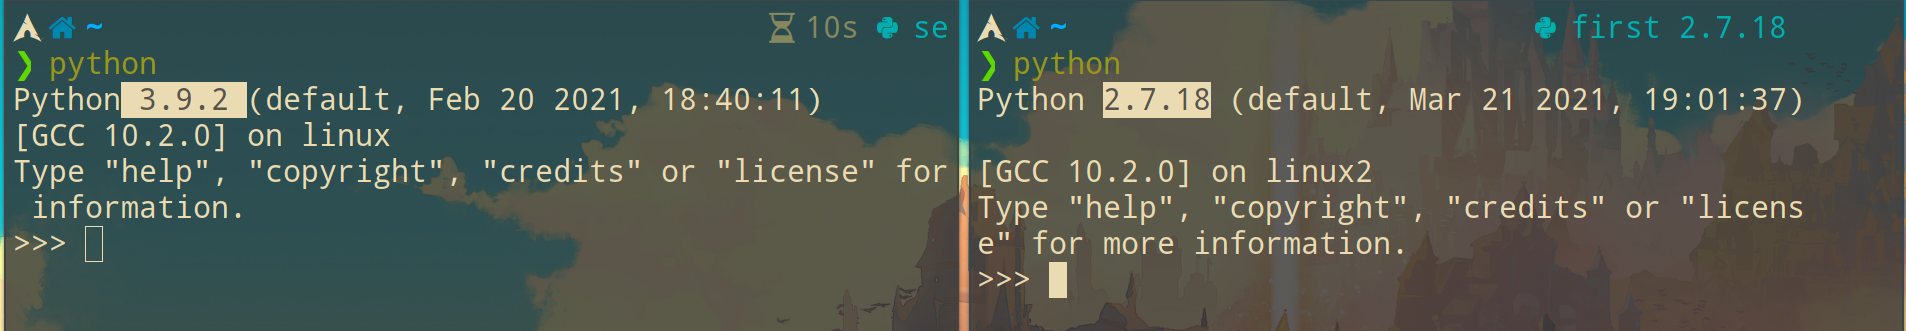 ~ 10s se
❯ python
Python 3.9.2 (default, Feb 20 2021, 18:40:11)
[GCC 10.2.0] on linux
Type "help", "copyright", "credits" or "license" for
information.
>>>
~ first 2.7.18
❯ python
Python 2.7.18 (default, Mar 21 2021, 19:01:37)
[GCC 10.2.0] on linux2
Type "help", "copyright", "credits" or "licens
e" for more information.
>>>